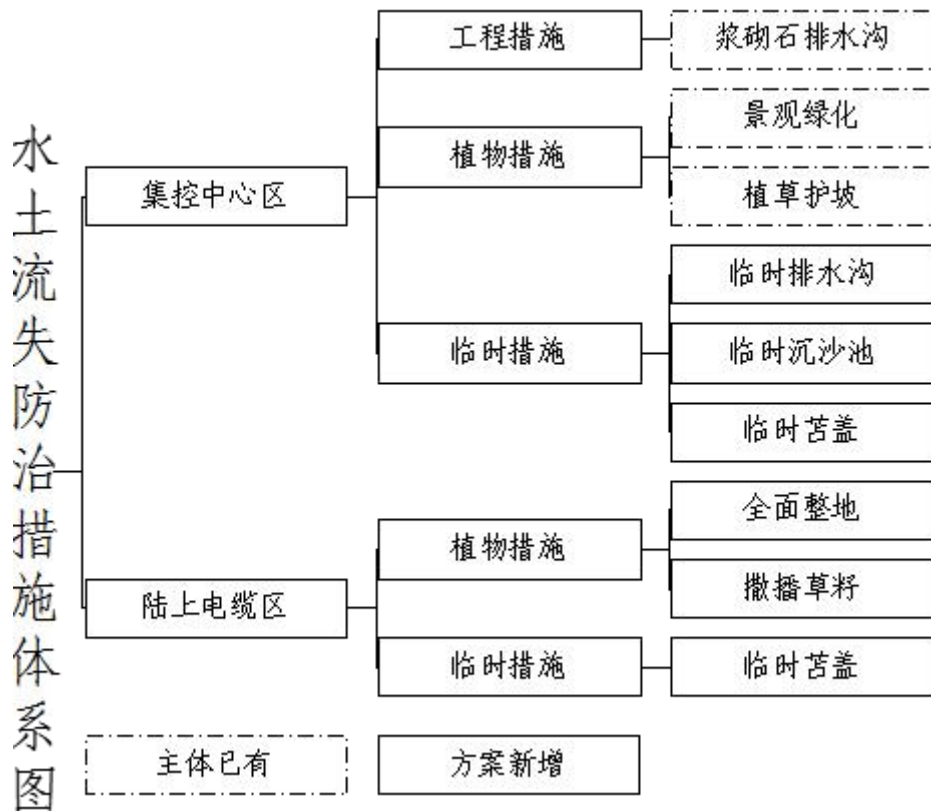 水土流失防治措施体系图
集控中心区
工程措施
浆砌石排水沟
植物措施
景观绿化
植草护坡
临时措施
临时排水沟
临时沉沙池
临时苫盖
陆上电缆区
植物措施
全面整地
撒播草籽
临时措施
临时苫盖
主体已有
方案新增